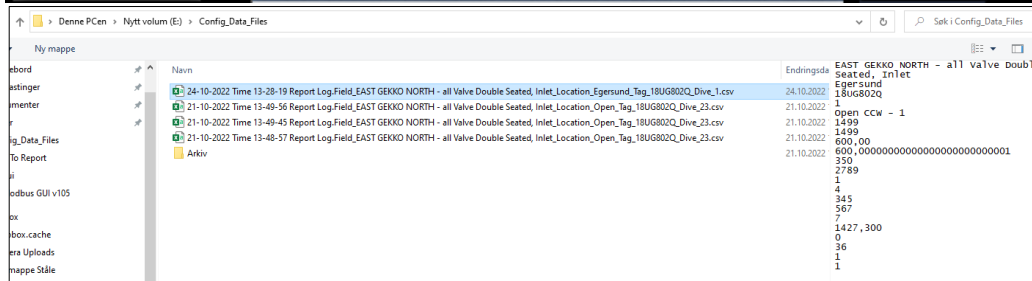 Denne PCen > Nytt volum (E:) > Config_Data_Files
Søk i Config_Data_Files
Ny mappe
ebord
astinger
umenter
r
ig_Data_Files
To Report
ui
odbus GUI v105
ox
bbox.cache
era Uploads
mappe Ståle
Navn
Endringsda
24-10-2022 Time 13-28-19 Report Log.Field_EAST GEKKO NORTH - all Valve Double Seated, Inlet_Location_Egersund_Tag_18UG802Q_Dive_1.csv
24.10.2022
21-10-2022 Time 13-49-56 Report Log.Field_EAST GEKKO NORTH - all Valve Double Seated, Inlet_Location_Open_Tag_18UG802Q_Dive_23.csv
21.10.2022
21-10-2022 Time 13-49-45 Report Log.Field_EAST GEKKO NORTH - all Valve Double Seated, Inlet_Location_Open_Tag_18UG802Q_Dive_23.csv
21.10.2022
21-10-2022 Time 13-48-57 Report Log.Field_EAST GEKKO NORTH - all Valve Double Seated, Inlet_Location_Open_Tag_18UG802Q_Dive_23.csv
21.10.2022
Arkiv
21.10.2022
EAST GEKKO NORTH - all Valve Doubl
Seated, Inlet
Egersund
18UG802Q
1
Open CCW - 1
1499
1499
600,00
600,0000000000000000000000001
350
2789
1
4
345
567
7
1427,300
0
36
1
1